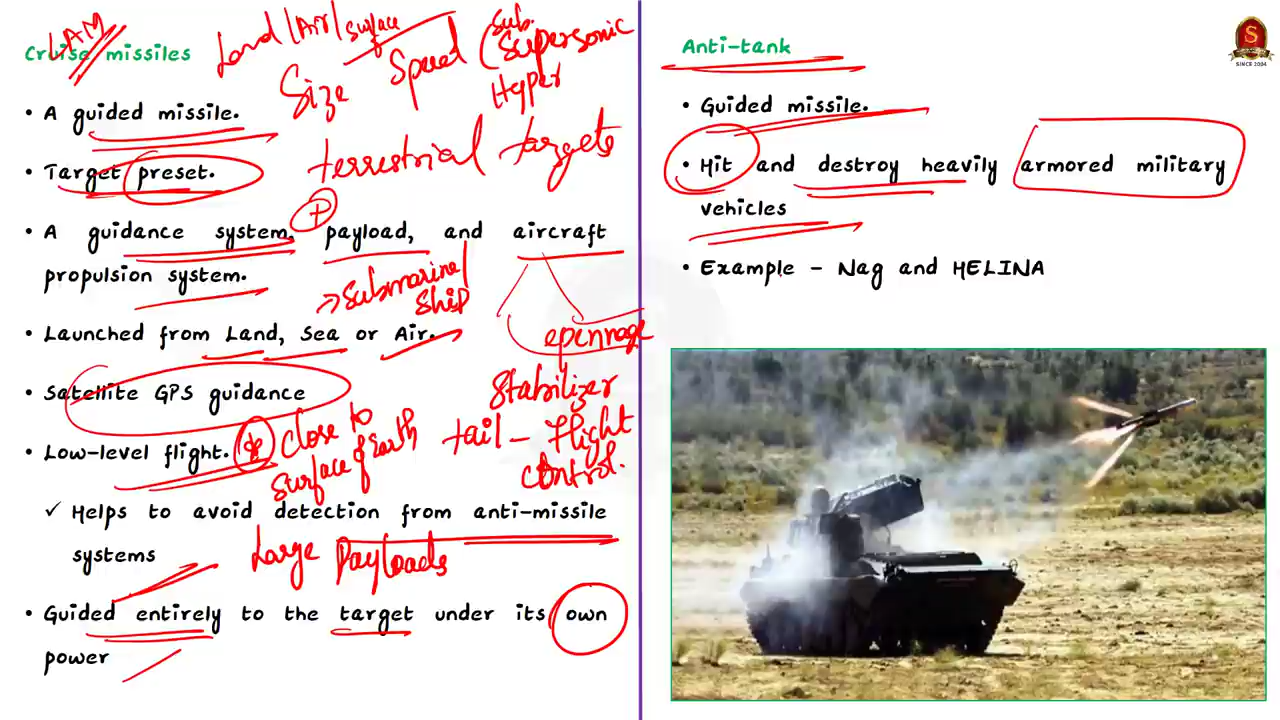 LAM
Cruise missiles
Land/Air/Surface
Size
Speed
Sub.
Supersonic
Hyper
• A guided missile.
terrestrial targets
• Target preset.
• A guidance system, payload, and aircraft
propulsion system.
→ Submarine/
Ship
• Launched from Land, Sea or Air.
epennage
• Satellite GPS guidance
Stabilizer
• Low-level flight.
* Close to
surface of earth
tail – Flight
Control.
✓ Helps to avoid detection from anti-missile
systems
Large Payloads
• Guided entirely to the target under its own
power
Anti-tank
• Guided missile.
• Hit and destroy heavily armored military
vehicles
• Example – Nag and HELINA
S
SINCE 2004